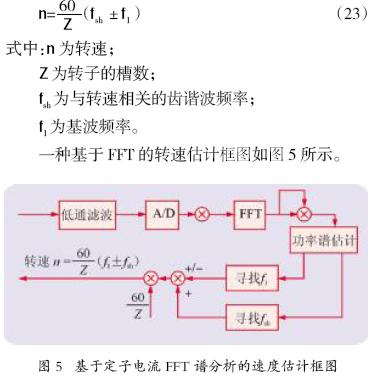 n=60/Z(fsh ±f1) (23)
式中:n 为转速；
Z 为转子的槽数；
fsh 为与转速相关的齿谐波频率；
f1 为基波频率。
一种基于 FFT 的转速估计框图如图 5 所示。
低通滤波 A/D FFT
功率谱估计
转速 n=60/Z(f1±fsh) +/− 寻找f1
+
60/Z 寻找fsh
图 5 基于定子电流 FFT 谱分析的速度估计框图